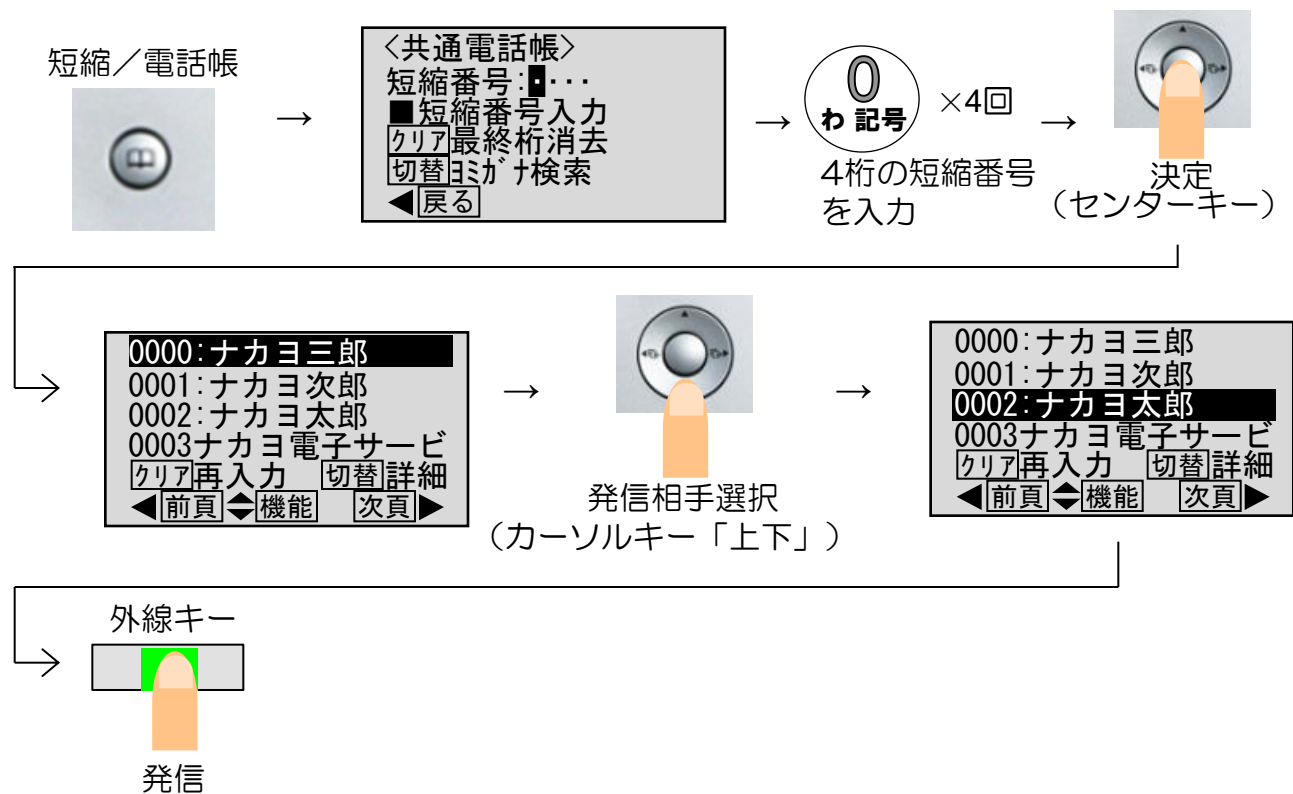 短縮／電話帳
→
〈共通電話帳〉
短縮番号:････
■短縮番号入力
クリア最終桁消去
切替ﾖﾐｶﾞﾅ検索
◀戻る
→
0
わ 記号
×4回
4桁の短縮番号
を入力
→
決定
（センターキー）
0000:ナカヨ三郎
0001:ナカヨ次郎
0002:ナカヨ太郎
0003ナカヨ電子サービ
クリア再入力 切替詳細
◀前頁◆機能 次頁▶
→
発信相手選択
（カーソルキー「上下」）
→
0000:ナカヨ三郎
0001:ナカヨ次郎
0002:ナカヨ太郎
0003ナカヨ電子サービ
クリア再入力 切替詳細
◀前頁◆機能 次頁▶
外線キー
発信